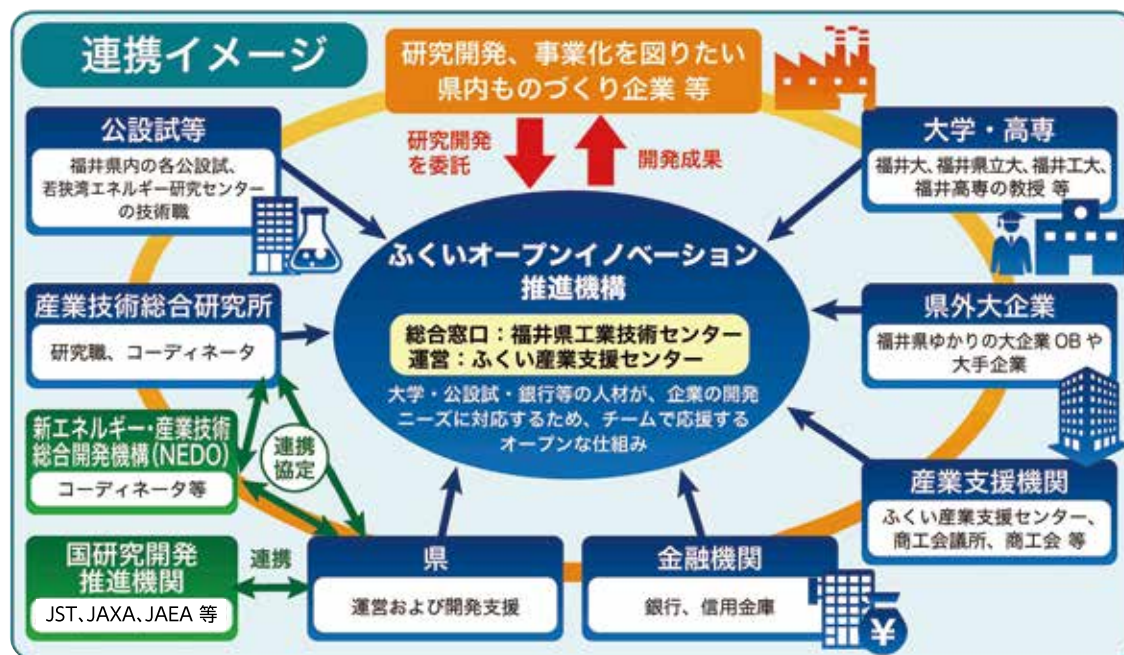 連携イメージ
研究開発、事業化を図りたい
県内ものづくり企業 等
研究開発
を委託
開発成果
公設試等
福井県内の各公設試、
若狭湾エネルギー研究センター
の技術職
大学・高専
福井大、福井県立大、福井工大、
福井高専の教授 等
ふくいオープンイノベーション
推進機構
総合窓口：福井県工業技術センター
運営：ふくい産業支援センター
大学・公設試・銀行等の人材が、企業の開発
ニーズに対応するため、チームで応援する
オープンな仕組み
産業技術総合研究所
研究職、コーディネータ
県外大企業
福井県ゆかりの大企業 OB や
大手企業
新エネルギー・産業技術
総合開発機構(NEDO)
コーディネータ等
連携
協定
産業支援機関
ふくい産業支援センター、
商工会議所、商工会 等
国研究開発
推進機関
JST、JAXA、JAEA 等
連携
県
運営および開発支援
金融機関
銀行、信用金庫
¥